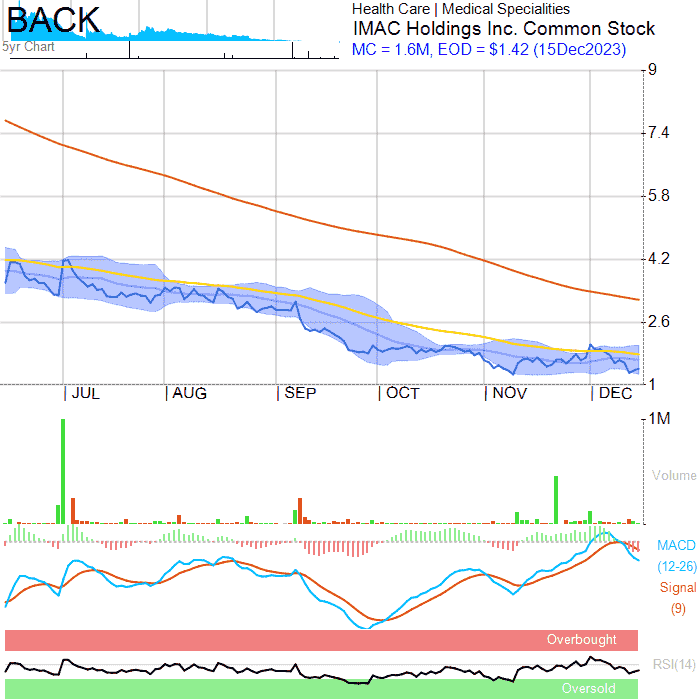 BACK
5yr Chart
Health Care | Medical Specialities
IMAC Holdings Inc. Common Stock
MC = 1.6M, EOD = $1.42 (15Dec2023)
9
7.4
5.8
4.2
2.6
1
JUL AUG SEP OCT NOV DEC
1M
Volume
MACD
(12-26)
Signal
(9)
Overbought
RSI(14)
Oversold